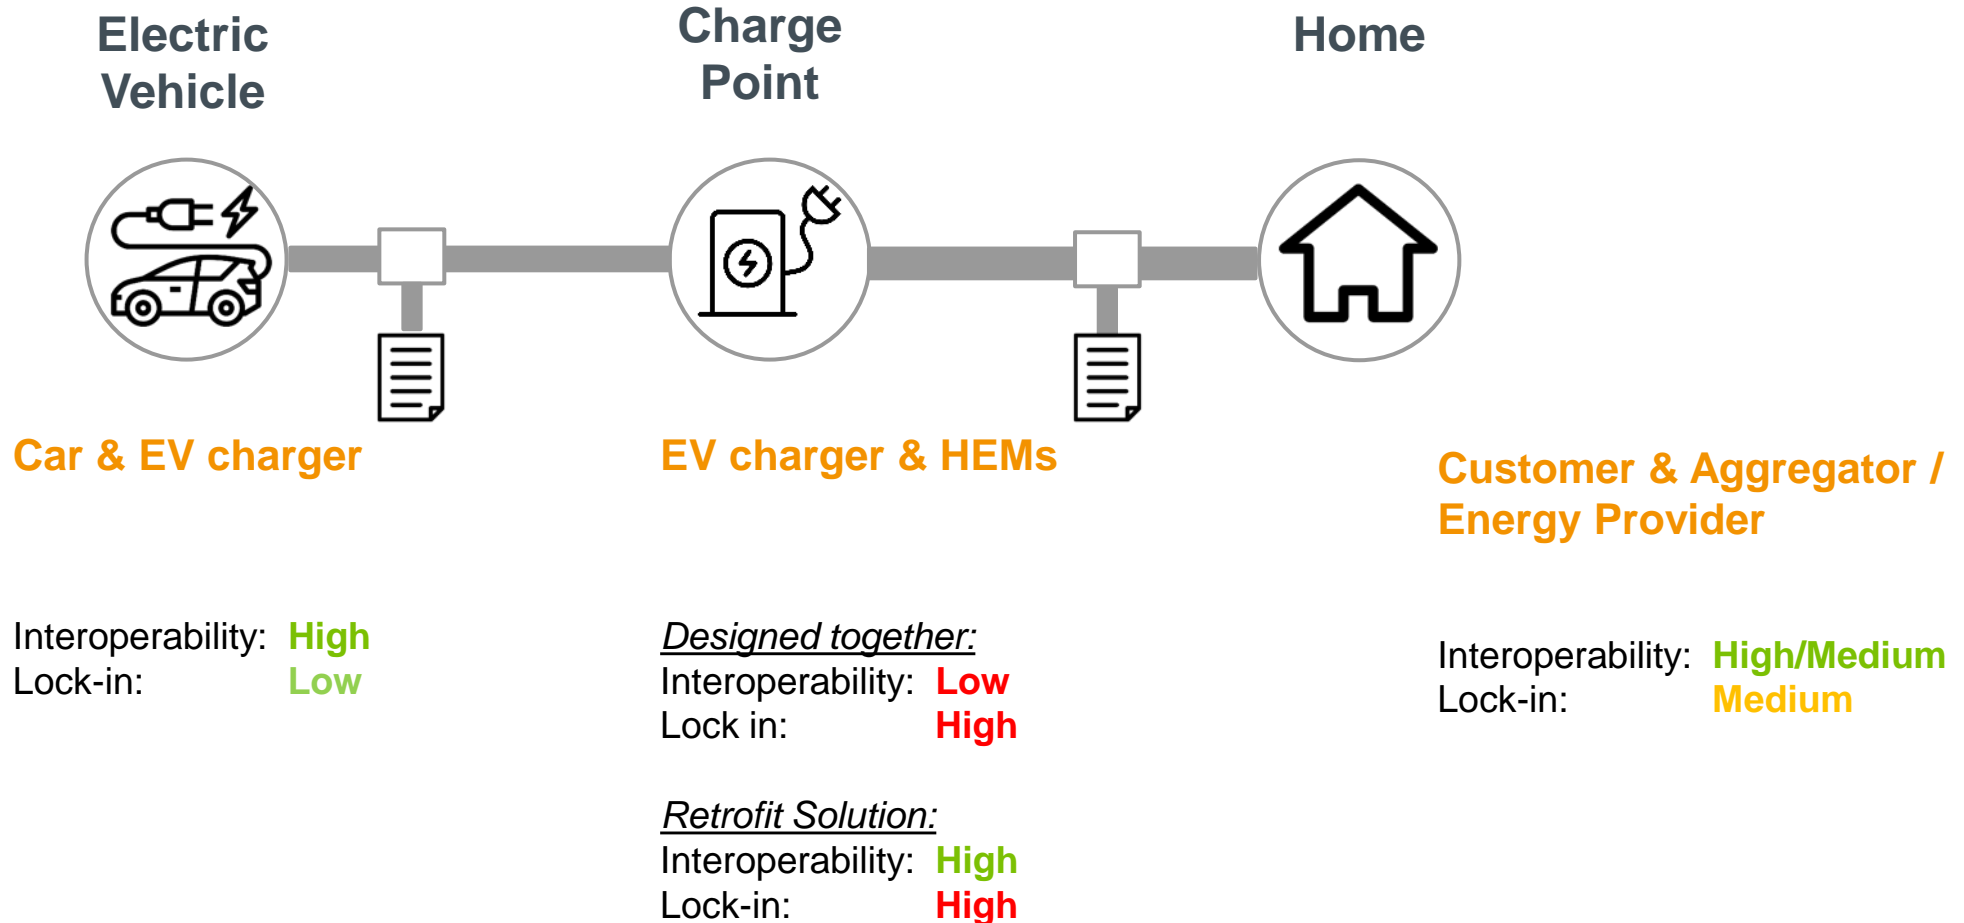 Electric
Vehicle
Charge
Point
Home
Car & EV charger
EV charger & HEMs
Customer & Aggregator /
Energy Provider
Interoperability: High
Lock-in: Low
Designed together:
Interoperability: Low
Lock in: High
Retrofit Solution:
Interoperability: High
Lock-in: High
Interoperability: High/Medium
Lock-in: Medium